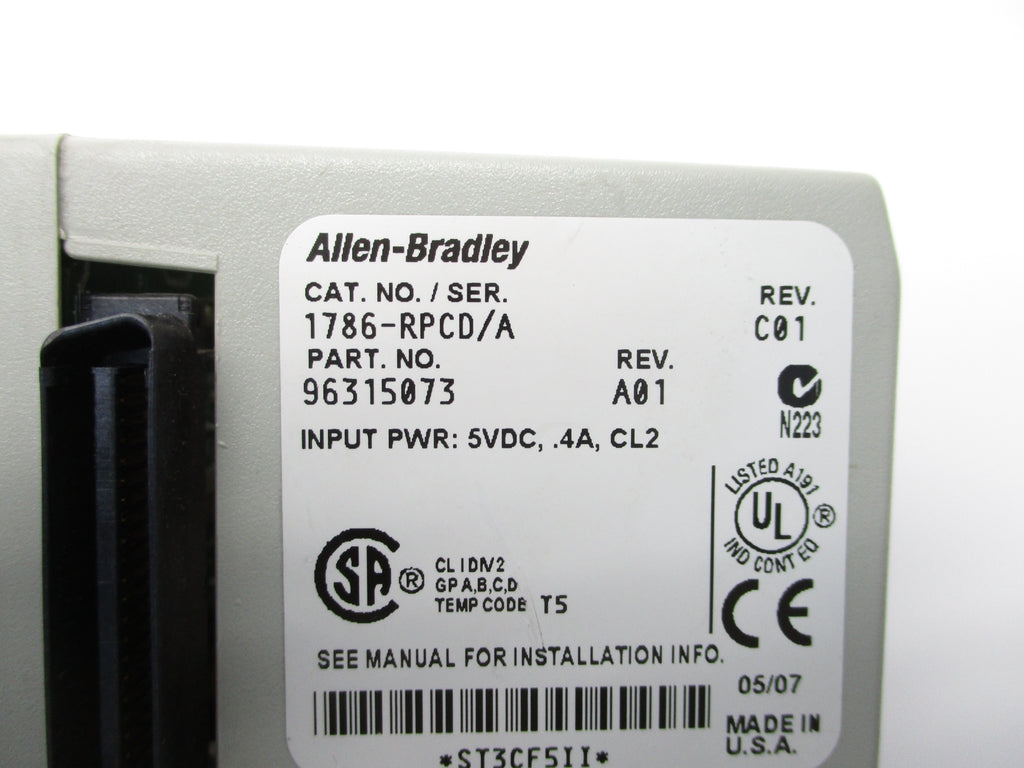 Allen-Bradley
CAT. NO. / SER.
REV.
1786-RPCD/A
C01
PART. NO.
REV.
96315073
A01
N223
INPUT PWR: 5VDC, .4A, CL2
LISTED A191
UL ®
IND CONT EQ
SA ®
CL I DIV 2
GP A,B,C,D
TEMP CODE T5
CE
SEE MANUAL FOR INSTALLATION INFO.
05/07
MADE IN
U.S.A.
*ST3CF5II*